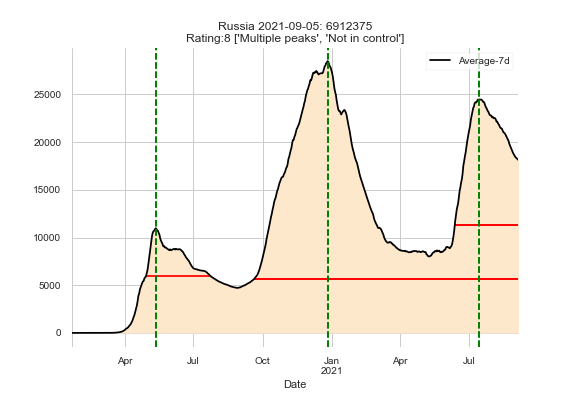 Russia 2021-09-05: 6912375
Rating:8 ['Multiple peaks', 'Not in control']
Average-7d
25000
20000
15000
10000
5000
0
Apr
Jul
Oct
Jan
2021
Apr
Jul
Date